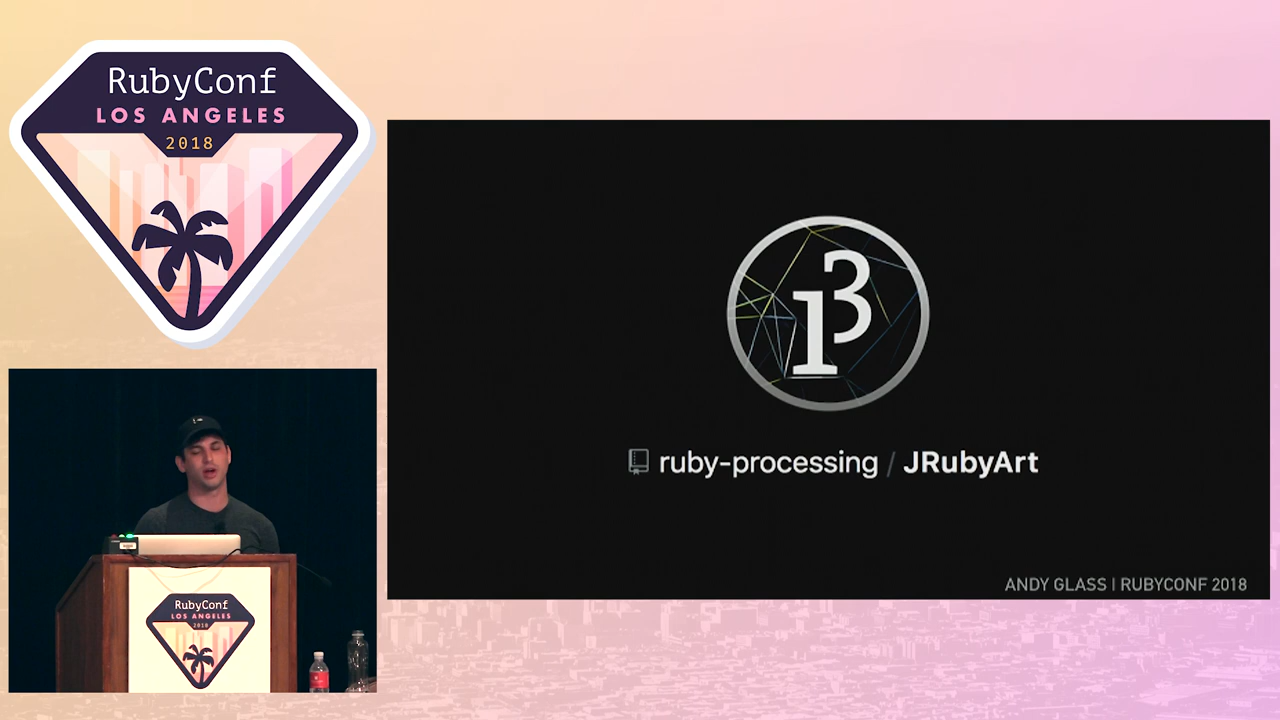 RubyConf
LOS ANGELES
2018
ruby-processing / JRubyArt
ANDY GLASS | RUBYCONF 2018
RubyConf
LOS ANGELES
2018